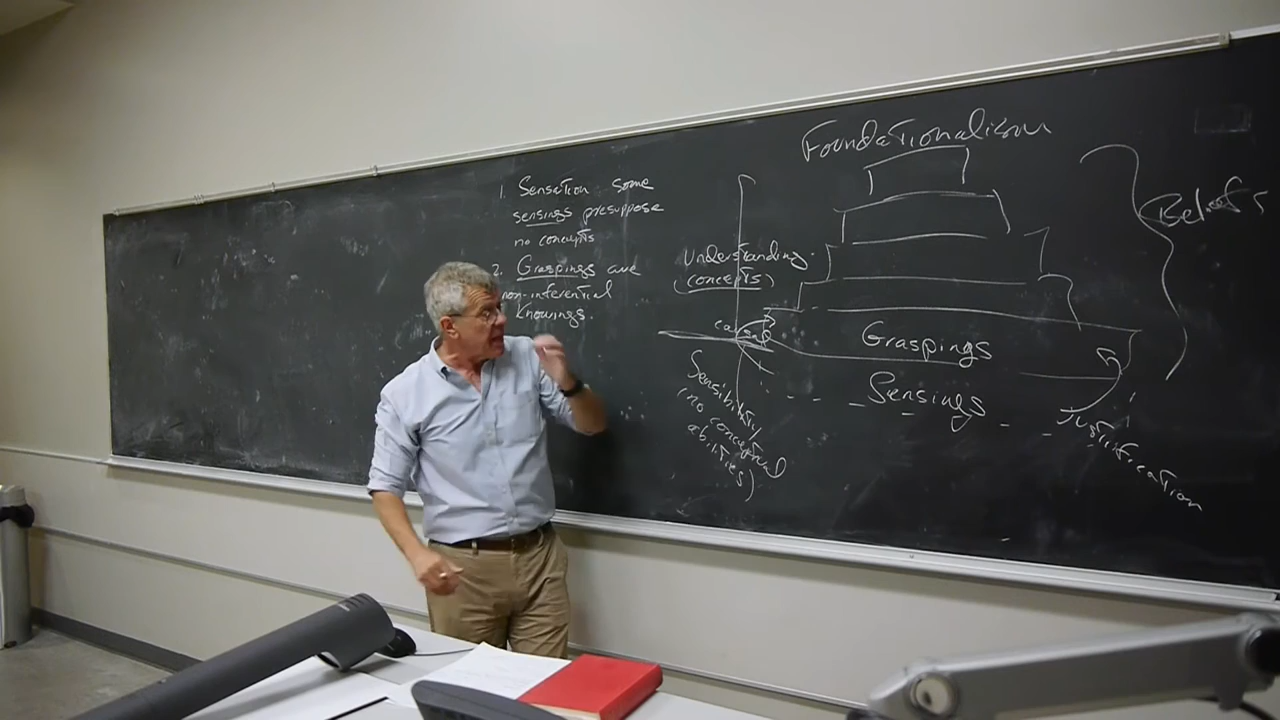 Foundationalism
1. Sensation: some
sensings presuppose
no concepts
2. Graspings are
non-inferential
knowings.
Understanding
(concepts)
causal
Sensibility
(no conceptual
abilities)
Graspings
Sensings
Justification
Beliefs